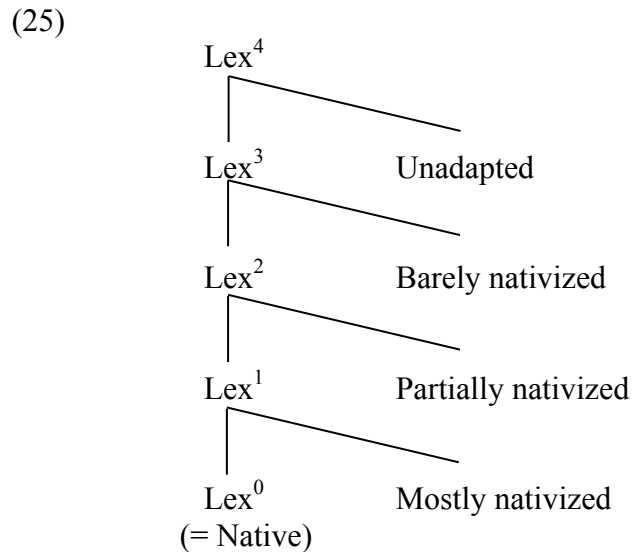 (25)
Lex⁴
Lex³ Unadapted
Lex² Barely nativized
Lex¹ Partially nativized
Lex⁰ Mostly nativized
(= Native)